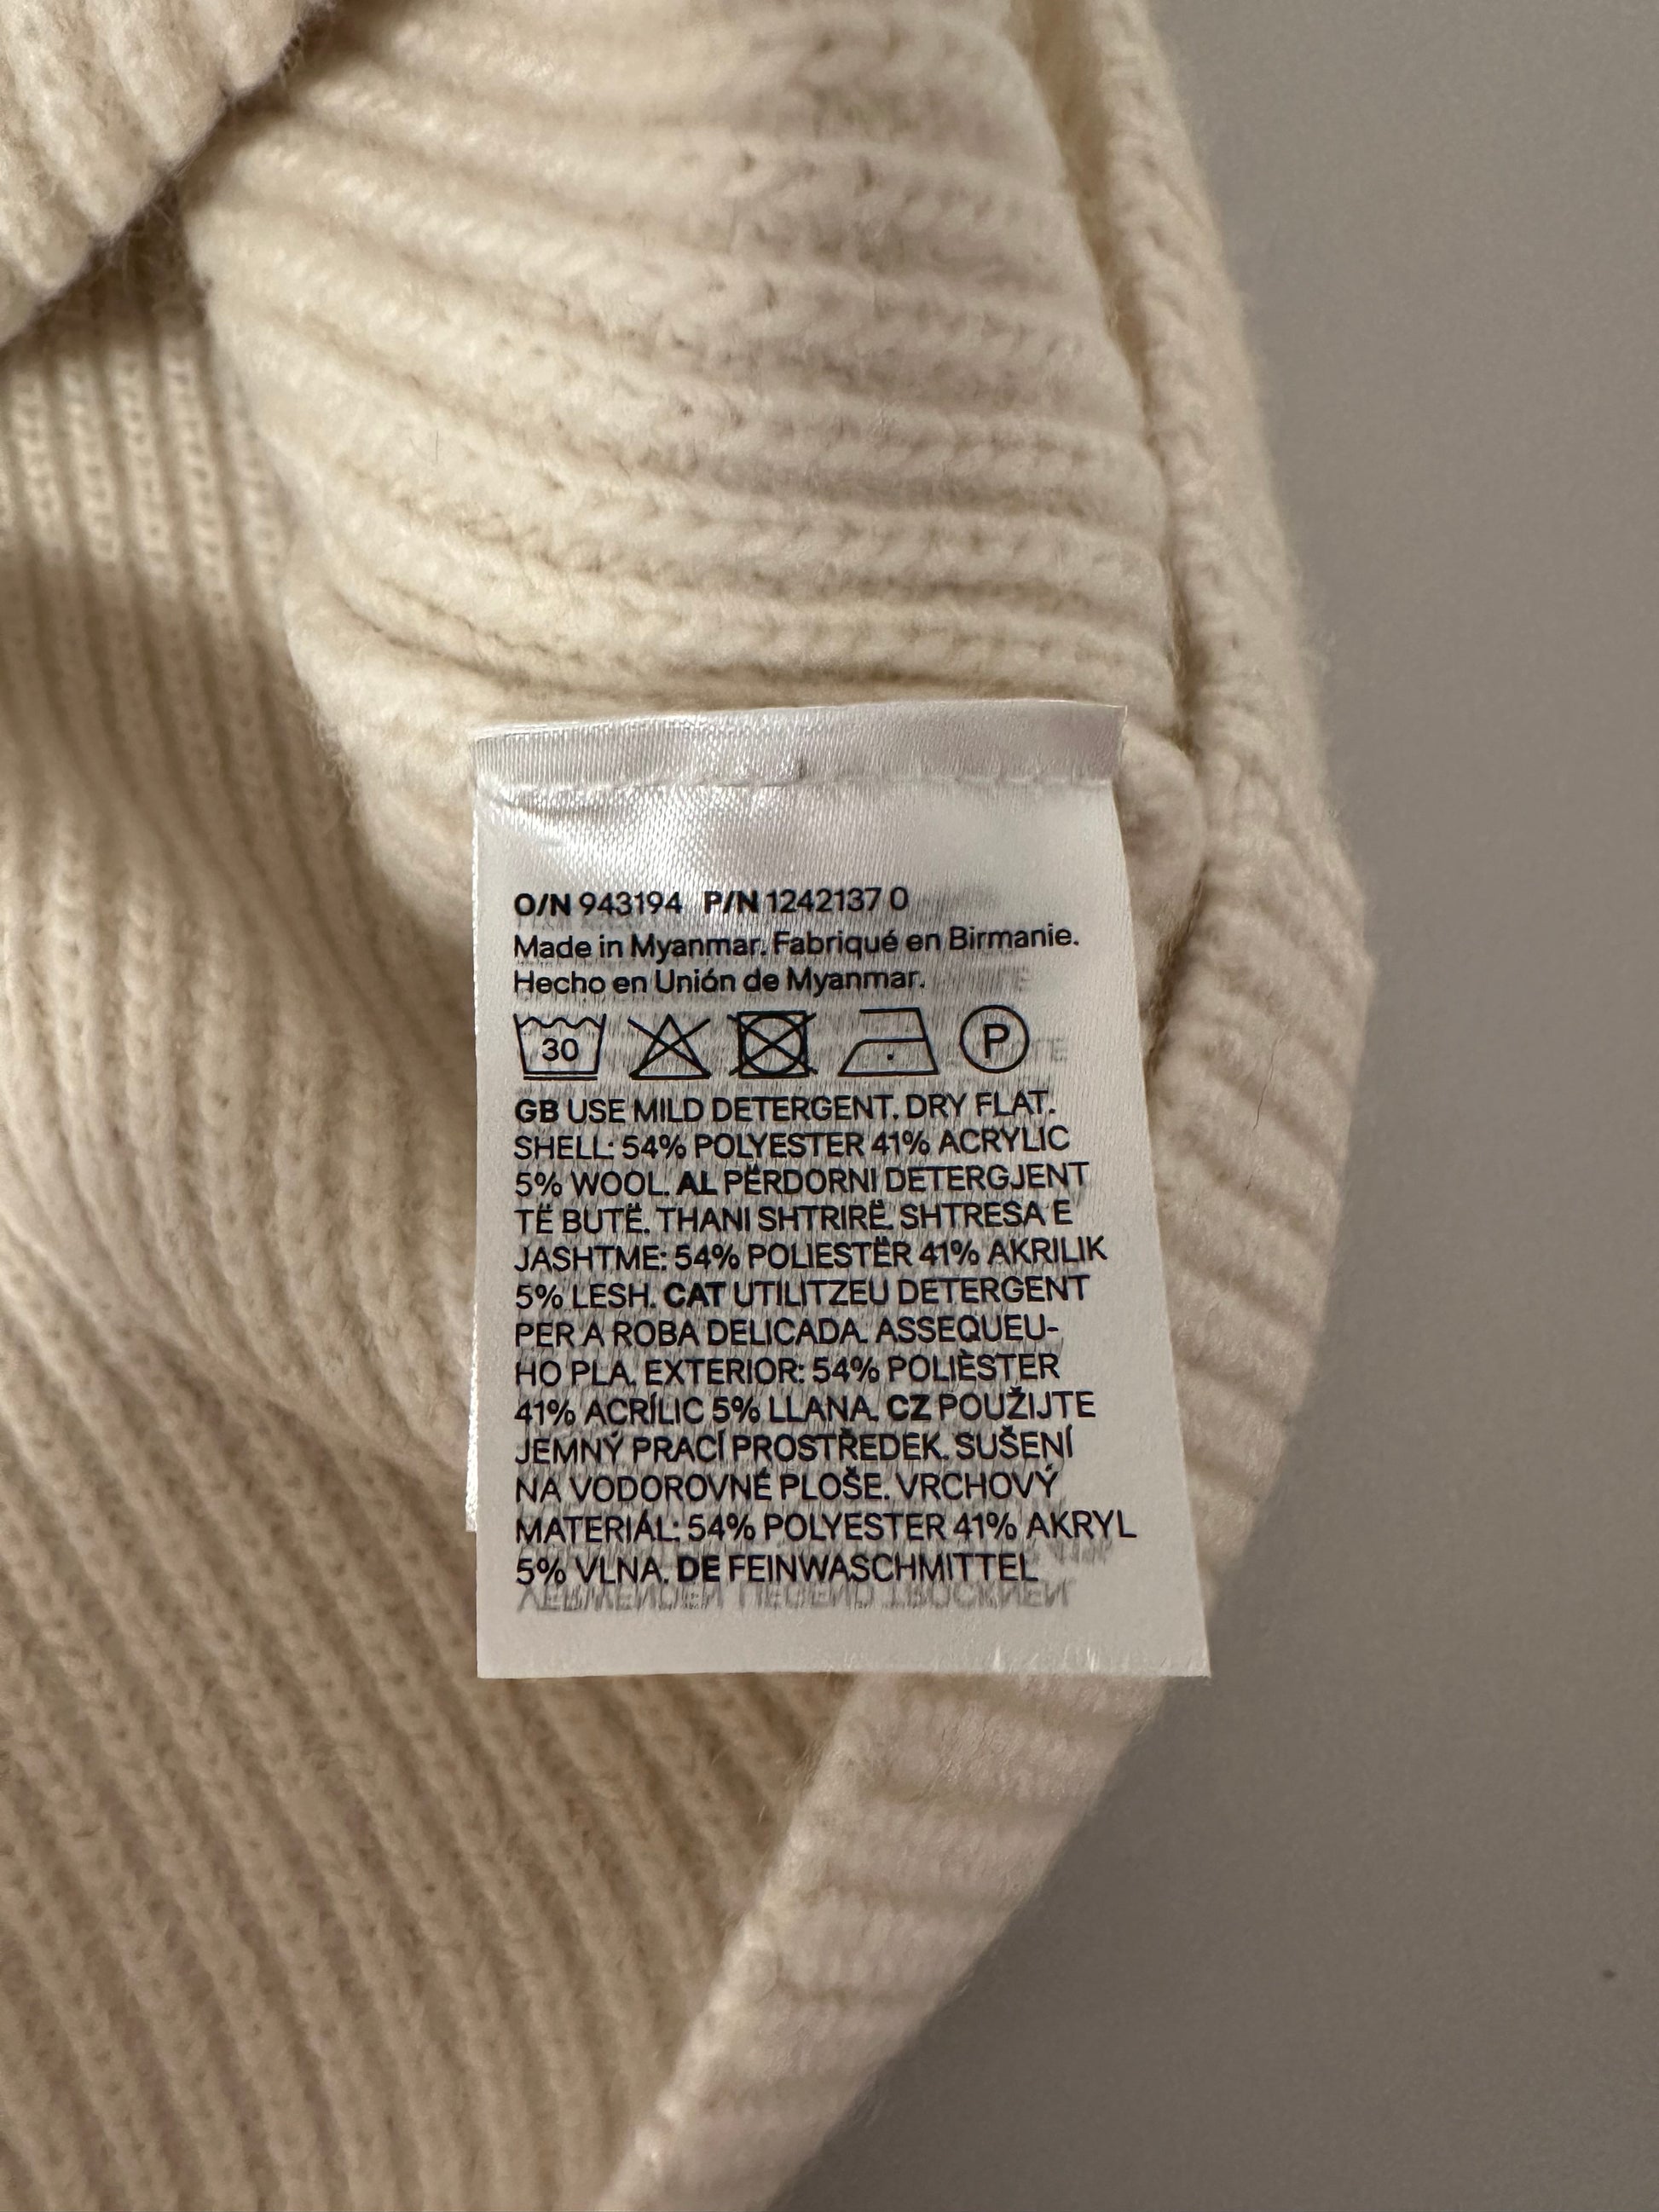 O/N 943194 P/N 1242137 0
Made in Myanmar. Fabriqué en Birmanie.
Hecho en Unión de Myanmar.
30 P
GB USE MILD DETERGENT. DRY FLAT.
SHELL: 54% POLYESTER 41% ACRYLIC
5% WOOL. AL PËRDORNI DETERGJENT
TË BUTË. THANI SHTRIRË. SHTRESA E
JASHTME: 54% POLIESTËR 41% AKRILIK
5% LESH. CAT UTILITZEU DETERGENT
PER A ROBA DELICADA. ASSEQUEU-
HO PLA. EXTERIOR: 54% POLIÈSTER
41% ACRÍLIC 5% LLANA. CZ POUŽIJTE
JEMNÝ PRACÍ PROSTŘEDEK. SUŠENÍ
NA VODOROVNÉ PLOŠE. VRCHOVÝ
MATERIÁL: 54% POLYESTER 41% AKRYL
5% VLNA. DE FEINWASCHMITTEL